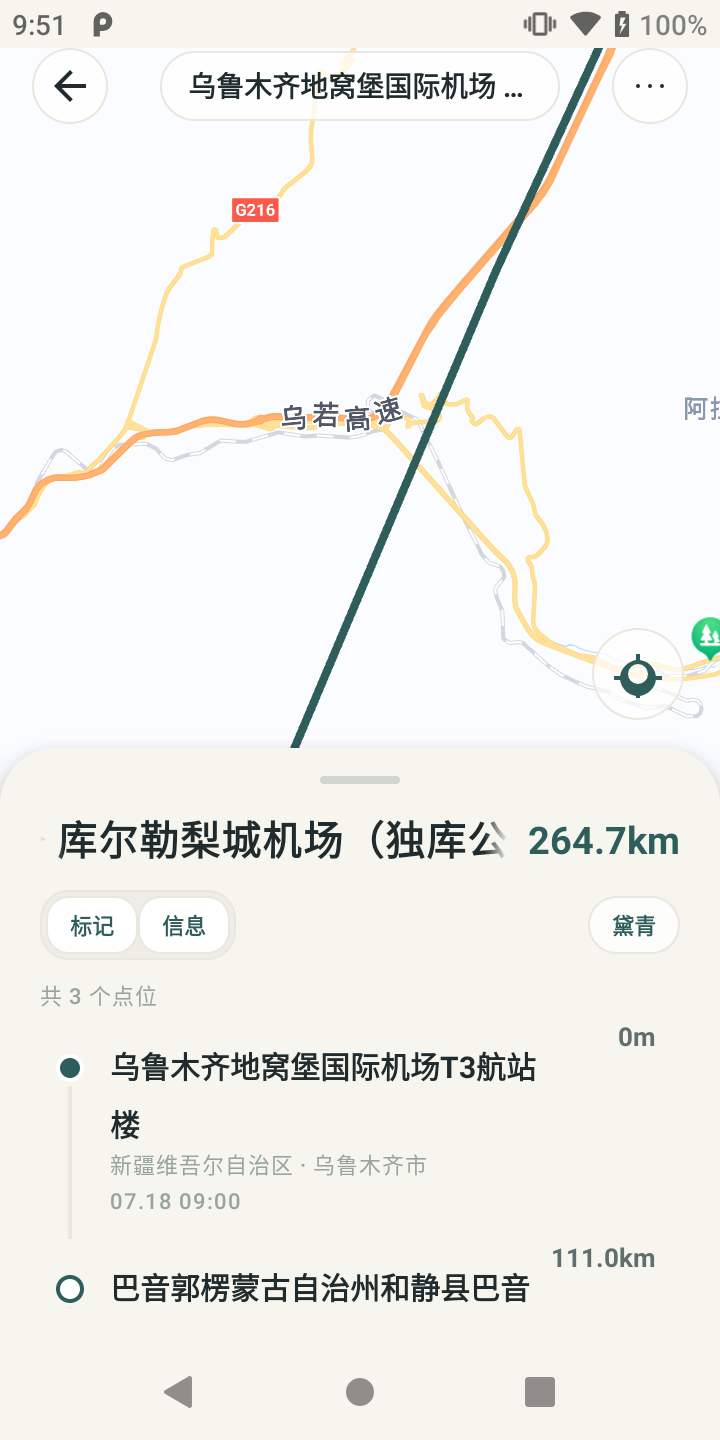 9:51
100%
乌鲁木齐地窝堡国际机场 ...
G216
乌若高速
库尔勒梨城机场（独库公
264.7km
标记
信息
黛青
共 3 个点位
0m
乌鲁木齐地窝堡国际机场T3航站
楼
新疆维吾尔自治区 · 乌鲁木齐市
07.18 09:00
111.0km
巴音郭楞蒙古自治州和静县巴音